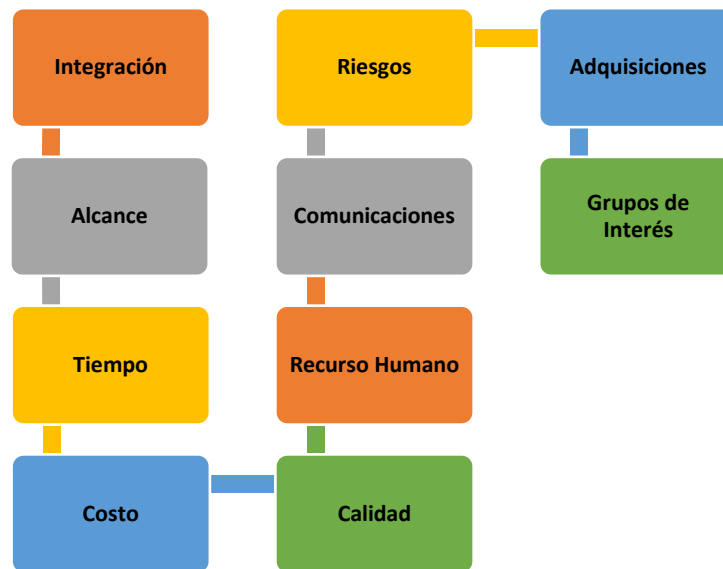 Integración
Alcance
Tiempo
Costo
Calidad
Recurso Humano
Comunicaciones
Riesgos
Adquisiciones
Grupos de
Interés